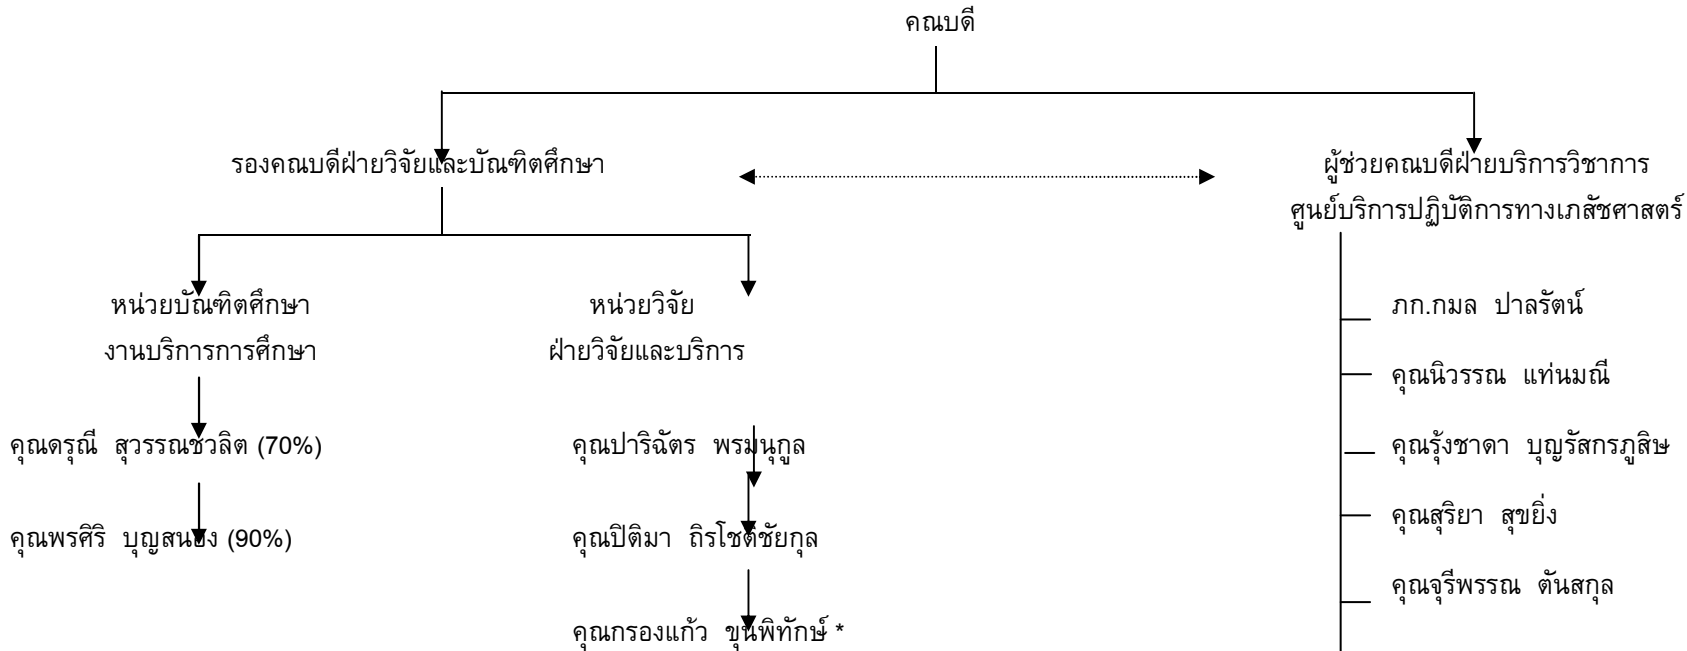 คณบดี
รองคณบดีฝ่ายวิจัยและบัณฑิตศึกษา
ผู้ช่วยคณบดีฝ่ายบริการวิชาการ
ศูนย์บริการปฏิบัติการทางเภสัชศาสตร์
หน่วยบัณฑิตศึกษา
งานบริการการศึกษา
คุณดรุณี สุวรรณชวลิต (70%)
คุณพรศิริ บุญสนอง (90%)
หน่วยวิจัย
ฝ่ายวิจัยและบริการ
คุณปาริฉัตร พรมนุกูล
คุณปิติมา ถิรโชติชัยกุล
คุณกรองแก้ว ขุนพิทักษ์ *
ภก.กมล ปาลรัตน์
คุณนิวรรณ แท่นมณี
คุณรุ้งชาดา บุญรัสกรภูสิษ
คุณสุริยา สุขยิ่ง
คุณจุรีพรรณ ตันสกุล